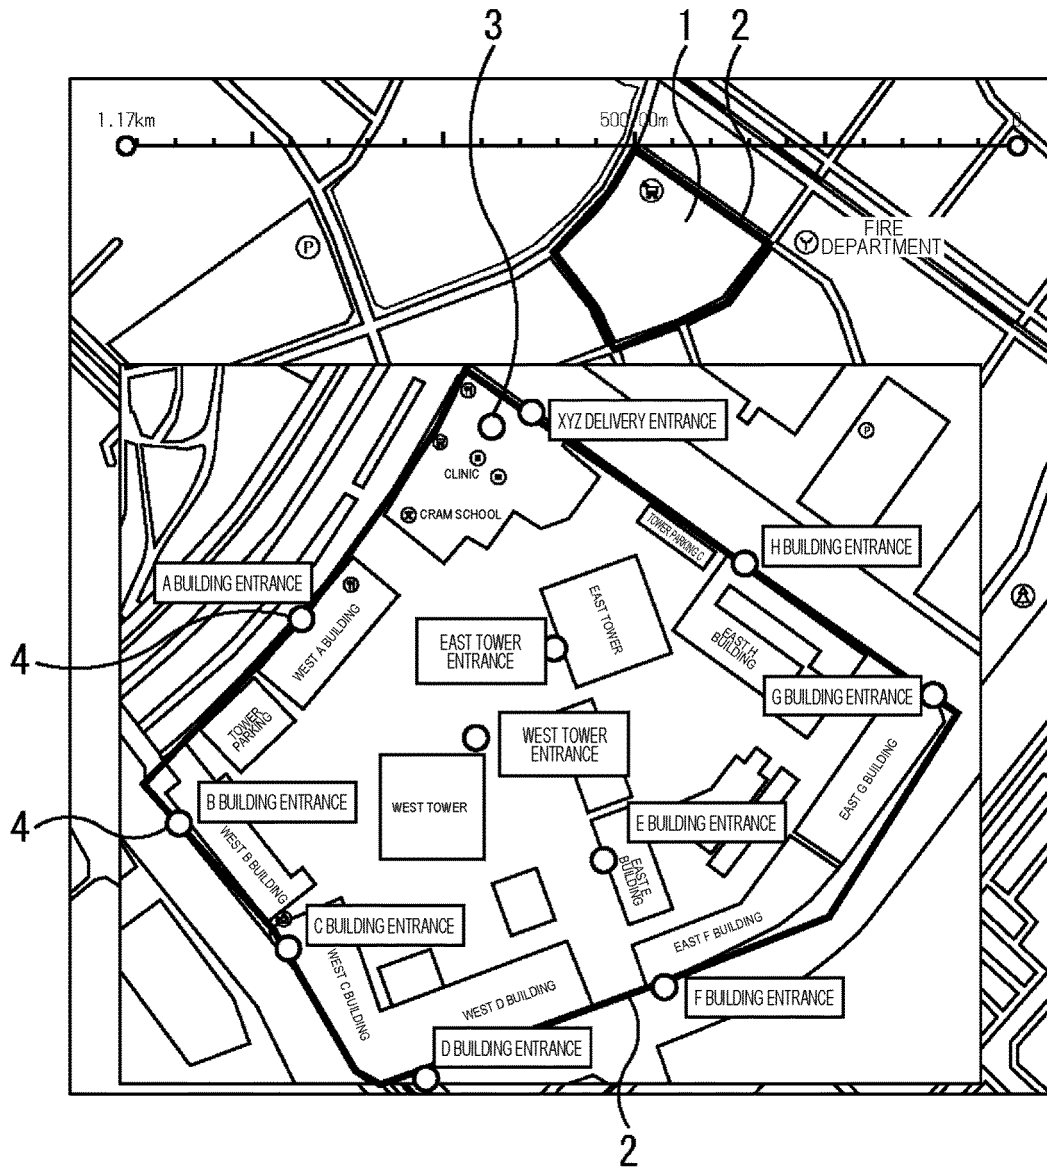 3
1
2
1.17km
500.00m
0
P
FIRE
DEPARTMENT
XYZ DELIVERY ENTRANCE
P
CLINIC
CRAM SCHOOL
TOWER PARKING C.
H BUILDING ENTRANCE
A BUILDING ENTRANCE
4
WEST A BUILDING
EAST TOWER
ENTRANCE
EAST TOWER
EAST H
BUILDING
G BUILDING ENTRANCE
TOWER
PARKING
WEST TOWER
ENTRANCE
B BUILDING ENTRANCE
WEST TOWER
EAST G BUILDING
4
E BUILDING ENTRANCE
WEST B BUILDING
EAST E
BUILDING
C BUILDING ENTRANCE
EAST F BUILDING
WEST C BUILDING
WEST D BUILDING
F BUILDING ENTRANCE
D BUILDING ENTRANCE
2